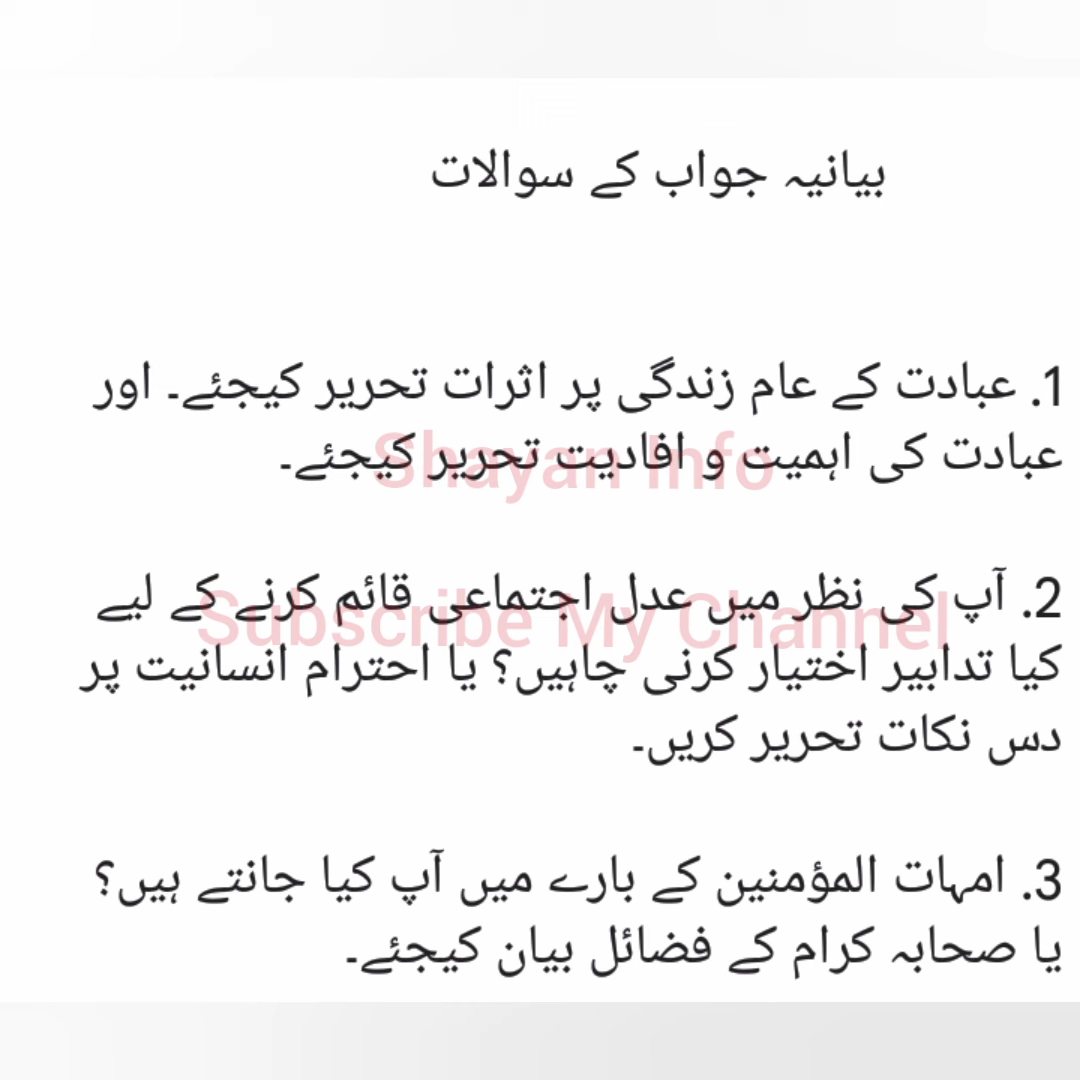 بیانیہ جواب کے سوالات
1. عبادت کے عام زندگی پر اثرات تحریر کیجئے۔ اور
عبادت کی اہمیت و افادیت تحریر کیجئے۔
Shayan Info
2. آپ کی نظر میں عدل اجتماعی قائم کرنے کے لیے
Subscribe My Channel
کیا تدابیر اختیار کرنی چاہیں؟ یا احترام انسانیت پر
دس نکات تحریر کریں۔
3. امہات المؤمنین کے بارے میں آپ کیا جانتے ہیں؟
یا صحابہ کرام کے فضائل بیان کیجئے۔